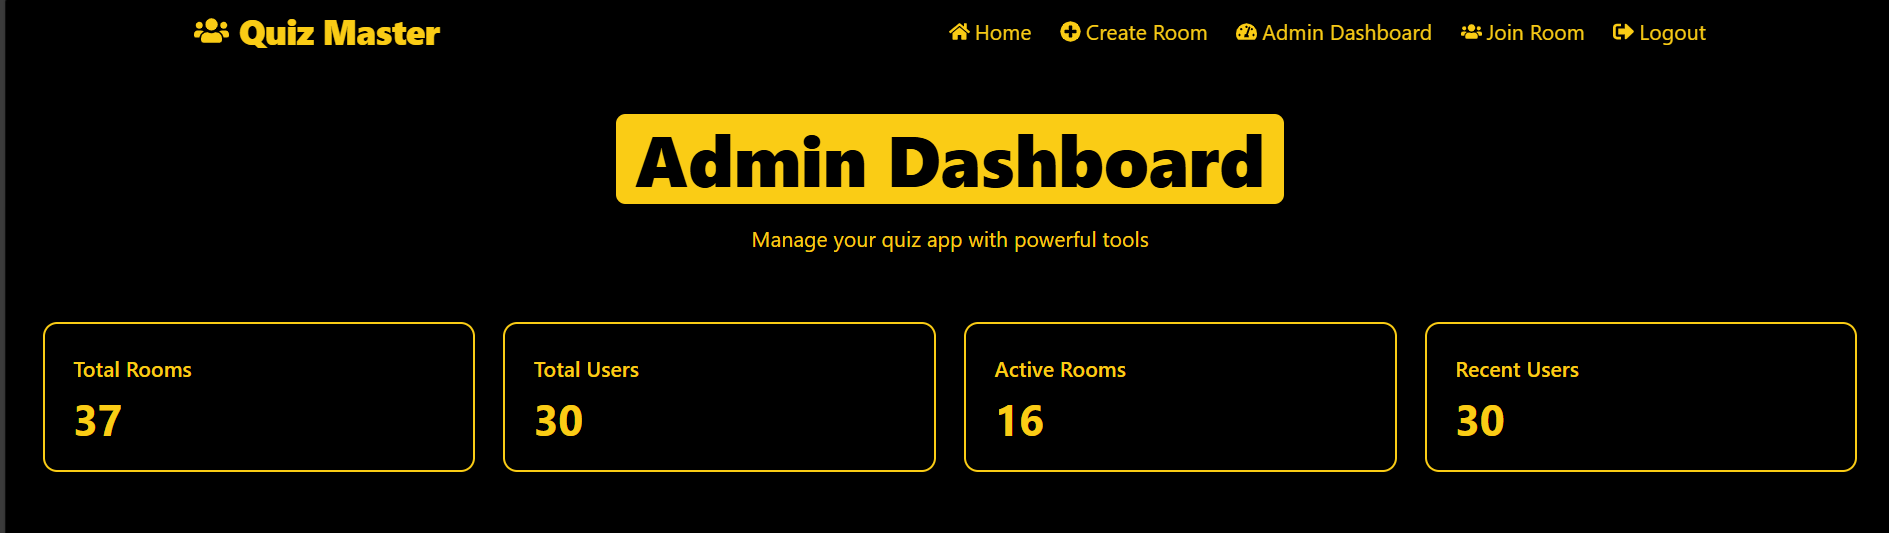 Quiz Master
Home Create Room Admin Dashboard Join Room Logout
Admin Dashboard
Manage your quiz app with powerful tools
Total Rooms
37
Total Users
30
Active Rooms
16
Recent Users
30